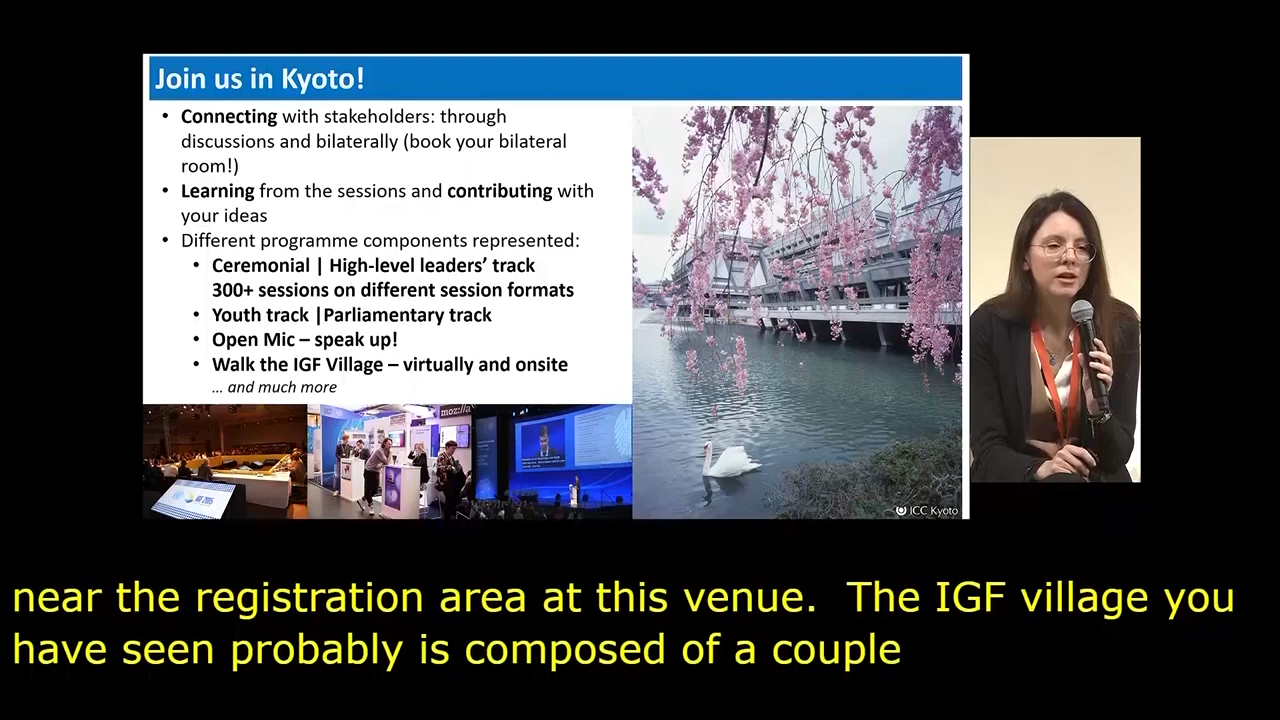 Join us in Kyoto!
• Connecting with stakeholders: through
discussions and bilaterally (book your bilateral
room!)
• Learning from the sessions and contributing with
your ideas
• Different programme components represented:
• Ceremonial | High-level leaders’ track
300+ sessions on different session formats
• Youth track |Parliamentary track
• Open Mic – speak up!
• Walk the IGF Village – virtually and onsite
... and much more
moz://a
IGF 2015
ICC Kyoto
near the registration area at this venue.  The IGF village you
have seen probably is composed of a couple